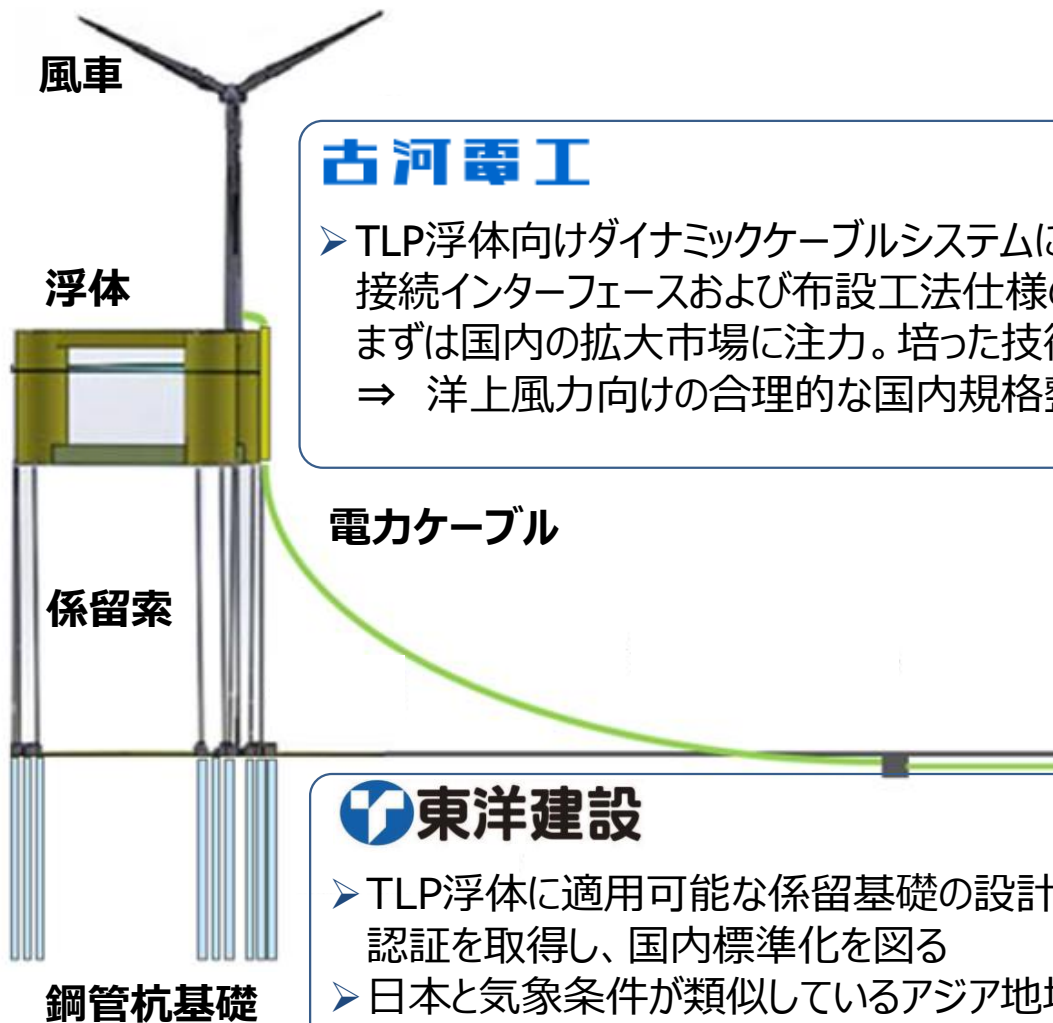 風車
古河電工
➢ TLP浮体向けダイナミックケーブルシステムに
接続インターフェースおよび布設工法仕様の
まずは国内の拡大市場に注力。培った技術
⇒ 洋上風力向けの合理的な国内規格整
浮体
電力ケーブル
係留索
東洋建設
➢ TLP浮体に適用可能な係留基礎の設計
認証を取得し、国内標準化を図る
➢ 日本と気象条件が類似しているアジア地域
鋼管杭基礎